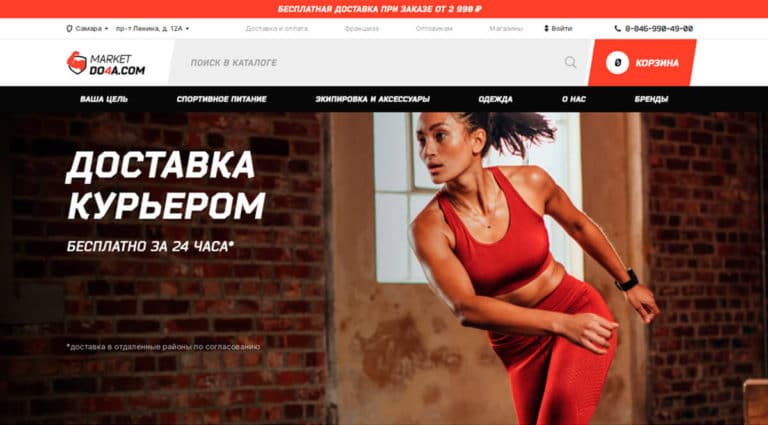 БЕСПЛАТНАЯ ДОСТАВКА ПРИ ЗАКАЗЕ ОТ 2 990 ₽
Самара пр-т Ленина, д. 12А Доставка и оплата Франшиза Оптовикам Магазины Войти 8-846-990-49-00
MARKET
DO4A.COM
ПОИСК В КАТАЛОГЕ
0 КОРЗИНА
ВАША ЦЕЛЬ СПОРТИВНОЕ ПИТАНИЕ ЭКИПИРОВКА И АКСЕССУАРЫ ОДЕЖДА О НАС БРЕНДЫ
ДОСТАВКА
КУРЬЕРОМ
БЕСПЛАТНО ЗА 24 ЧАСА*
*доставка в отдаленные районы по согласованию